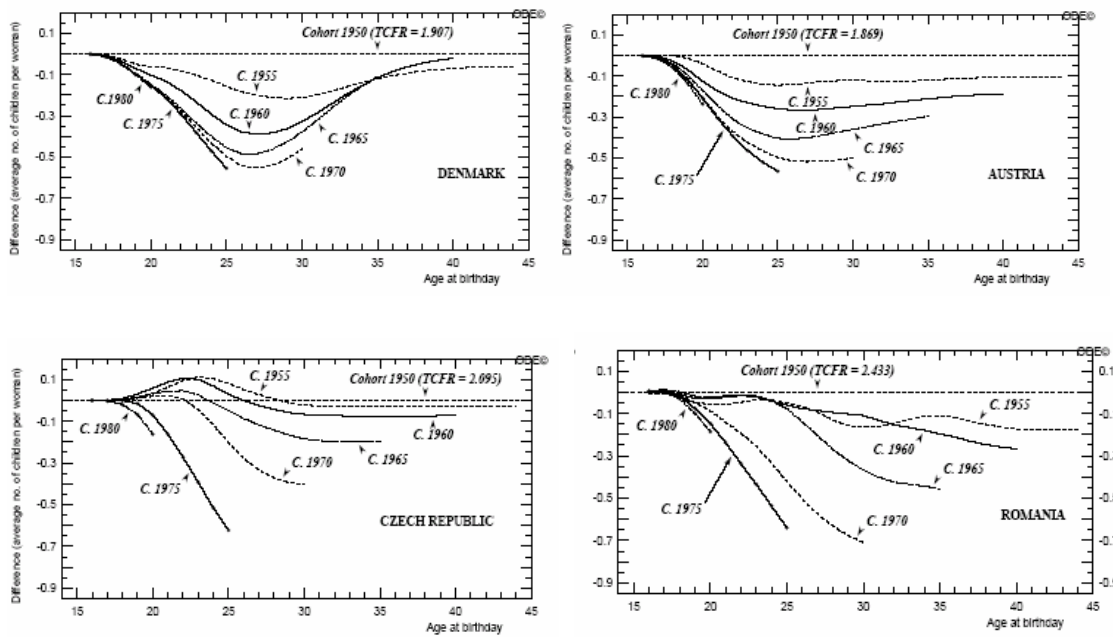 ODE©
Cohort 1950 (TCFR = 1.907)
C. 1955
C.1980
C. 1975
C. 1960
C. 1965
C. 1970
DENMARK
Difference (average no. of children per woman)
0.1
-0.1
-0.3
-0.5
-0.7
-0.9
15 20 25 30 35 40 45
Age at birthday
ODE©
Cohort 1950 (TCFR = 1.869)
C. 1980
C. 1955
C. 1960
C. 1965
C. 1975
C. 1970
AUSTRIA
Difference (average no. of children per woman)
0.1
-0.1
-0.3
-0.5
-0.7
-0.9
15 20 25 30 35 40 45
Age at birthday
ODE©
C. 1955
Cohort 1950 (TCFR = 2.095)
C. 1980
C. 1960
C. 1965
C. 1970
C. 1975
CZECH REPUBLIC
Difference (average no. of children per woman)
0.1
-0.1
-0.3
-0.5
-0.7
-0.9
15 20 25 30 35 40 45
Age at birthday
ODE©
Cohort 1950 (TCFR = 2.433)
C. 1955
C. 1980
C. 1960
C. 1965
C. 1975
C. 1970
ROMANIA
0.1
-0.1
-0.3
-0.5
-0.7
-0.9
15 20 25 30 35 40 45
Age at birthday